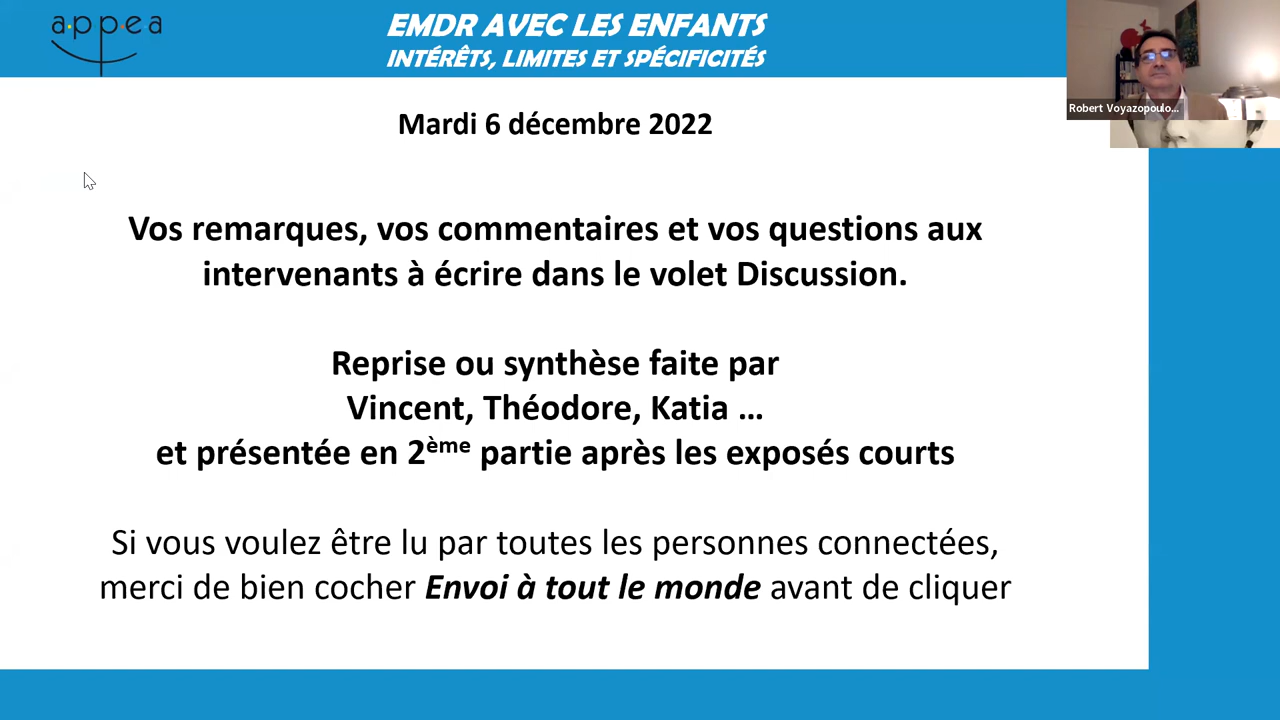 appea
EMDR AVEC LES ENFANTS
INTÉRÊTS, LIMITES ET SPÉCIFICITÉS
Robert Voyazopoulo...
Mardi 6 décembre 2022
Vos remarques, vos commentaires et vos questions aux
intervenants à écrire dans le volet Discussion.
Reprise ou synthèse faite par
Vincent, Théodore, Katia ...
et présentée en 2ème partie après les exposés courts
Si vous voulez être lu par toutes les personnes connectées,
merci de bien cocher Envoi à tout le monde avant de cliquer